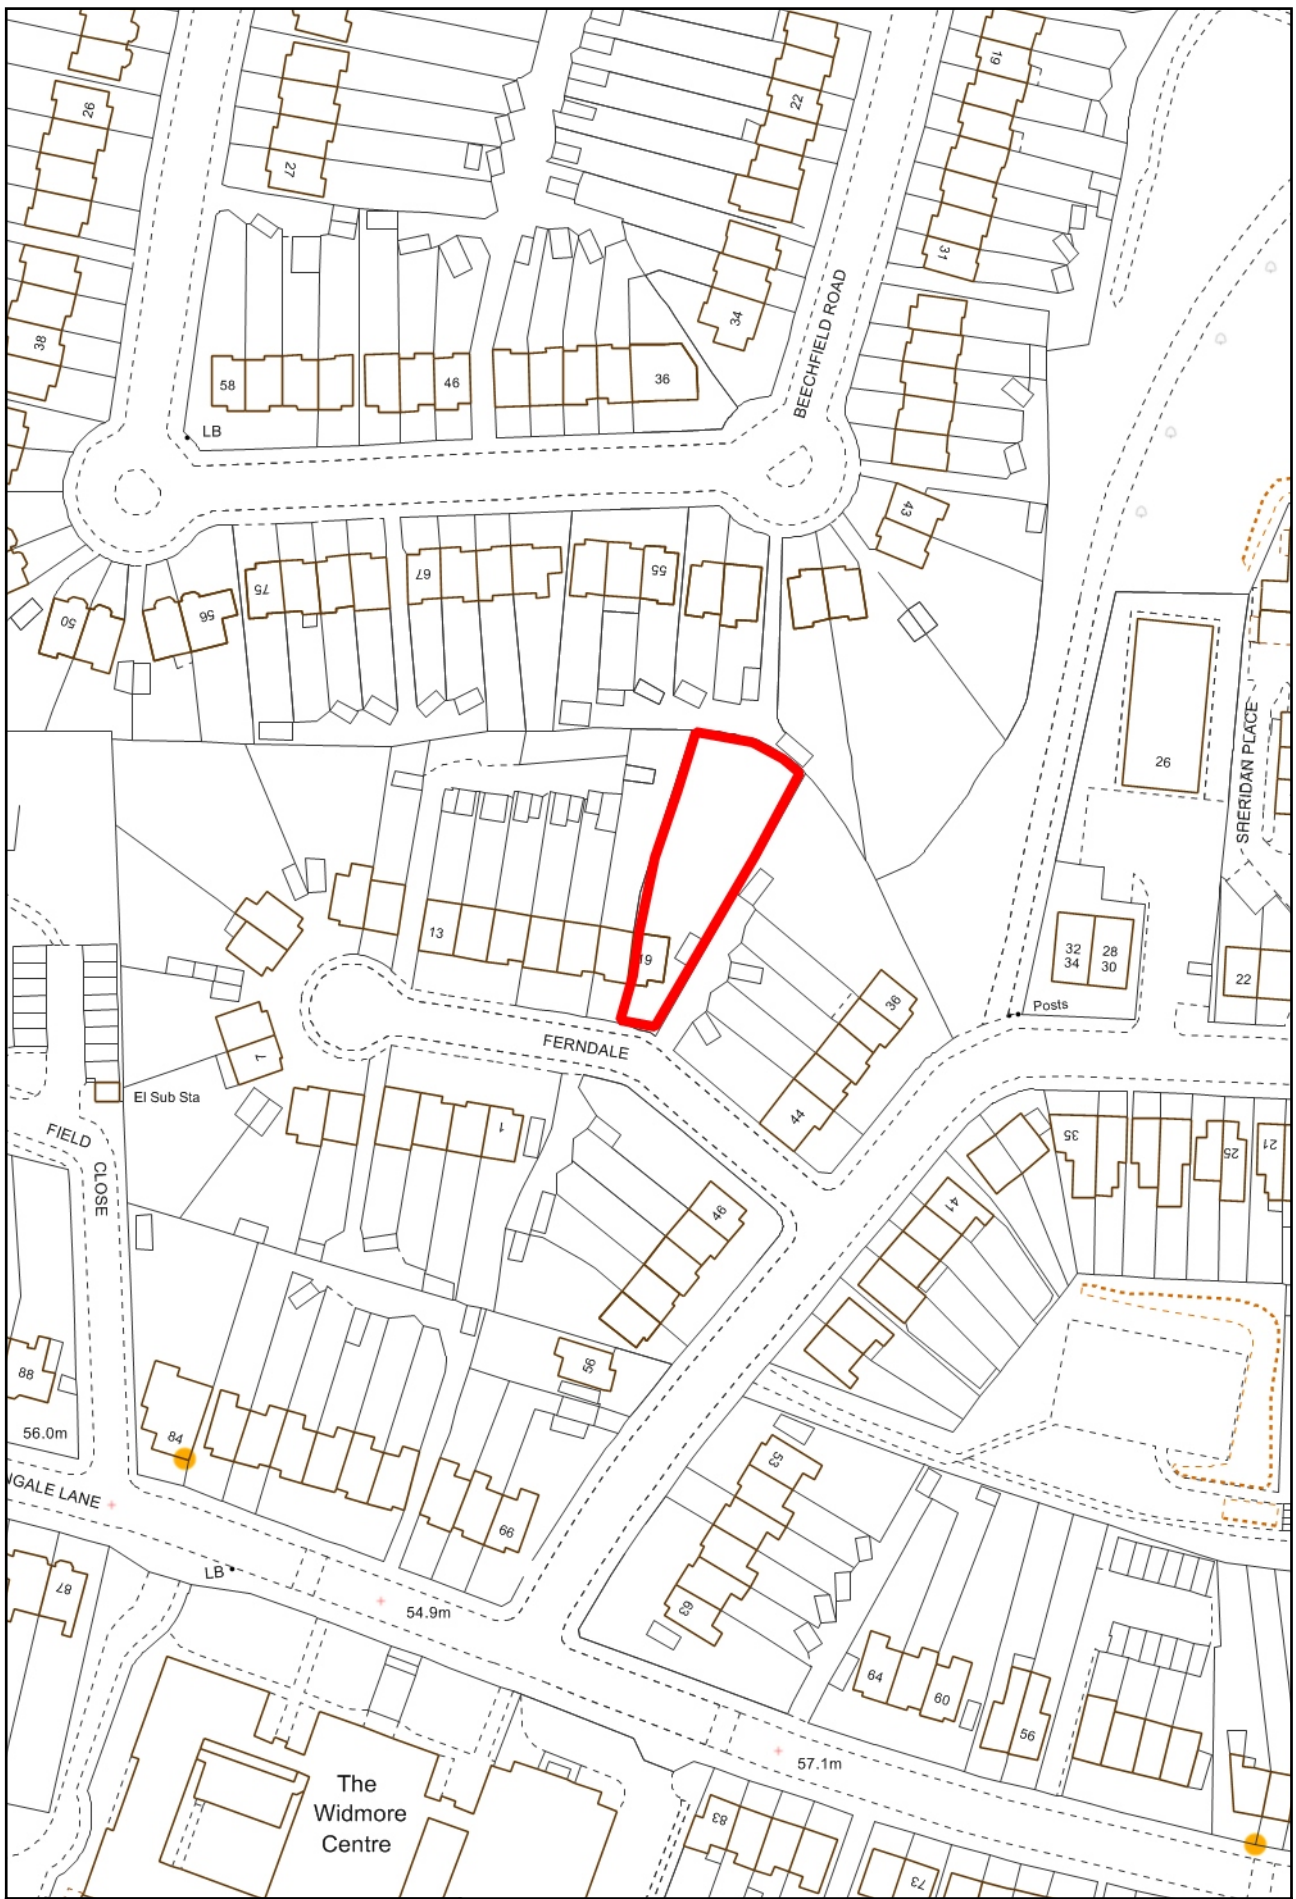 26
27
22
19
31
38
34
58
46
36
BEECHFIELD ROAD
LB
43
75
67
55
50
56
26
SHERIDAN PLACE
13
19
32
34
28
30
22
36
Posts
FERNDALE
7
El Sub Sta
1
44
35
25
21
FIELD
CLOSE
46
41
88
56
84
56.0m
NGALE LANE
66
53
87
LB
54.9m
63
64
60
56
57.1m
The
Widmore
Centre
83
73